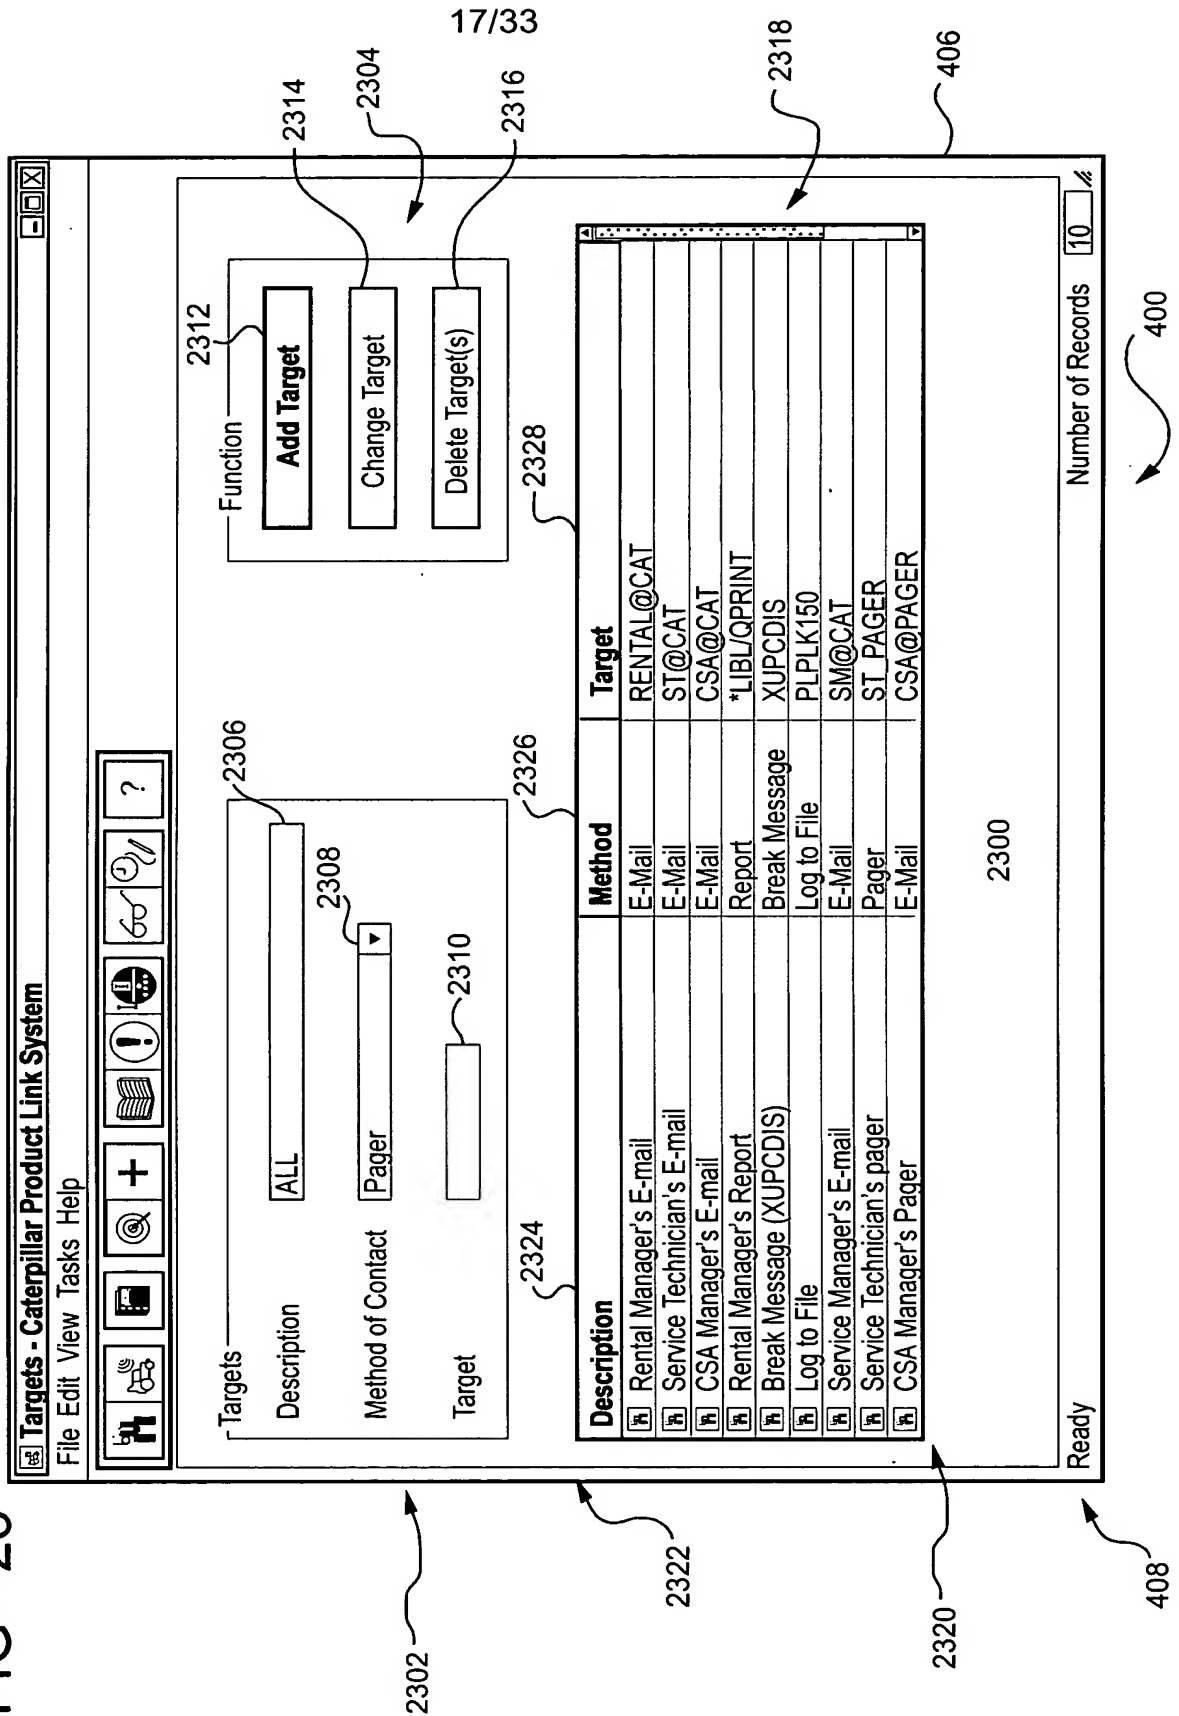 17/33
Targets - Caterpillar Product Link System
File Edit View Tasks Help
?
Targets
Description
ALL
2306
Method of Contact
Pager
2308
Target
2310
Function
2312
Add Target
2314
Change Target
2304
Delete Target(s)
2316
2302
2324
2326
2328
2322
2318
Description Method Target
Rental Manager's E-mail E-Mail RENTAL@CAT
Service Technician's E-mail E-Mail ST@CAT
CSA Manager's E-mail E-Mail CSA@CAT
Rental Manager's Report Report *LIBL/QPRINT
Break Message (XUPCDIS) Break Message XUPCDIS
Log to File Log to File PLPLK150
Service Manager's E-mail E-Mail SM@CAT
Service Technician's pager Pager ST_PAGER
CSA Manager's Pager E-Mail CSA@PAGER
2320
2300
406
Ready Number of Records 10
408
400